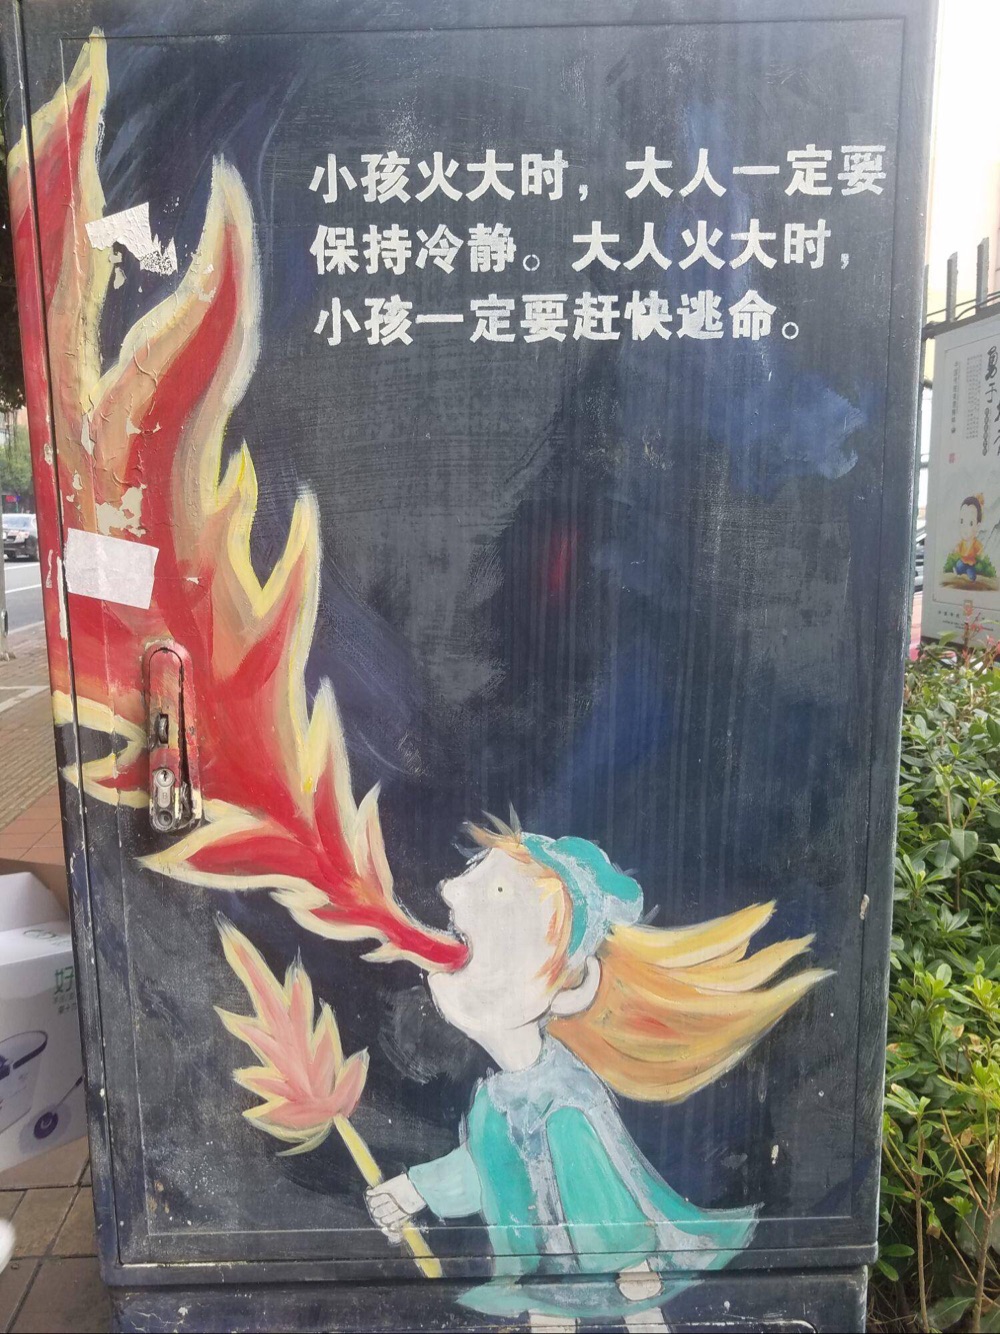 小孩火大时，大人一定要
保持冷静。大人火大时，
小孩一定要赶快逃命。